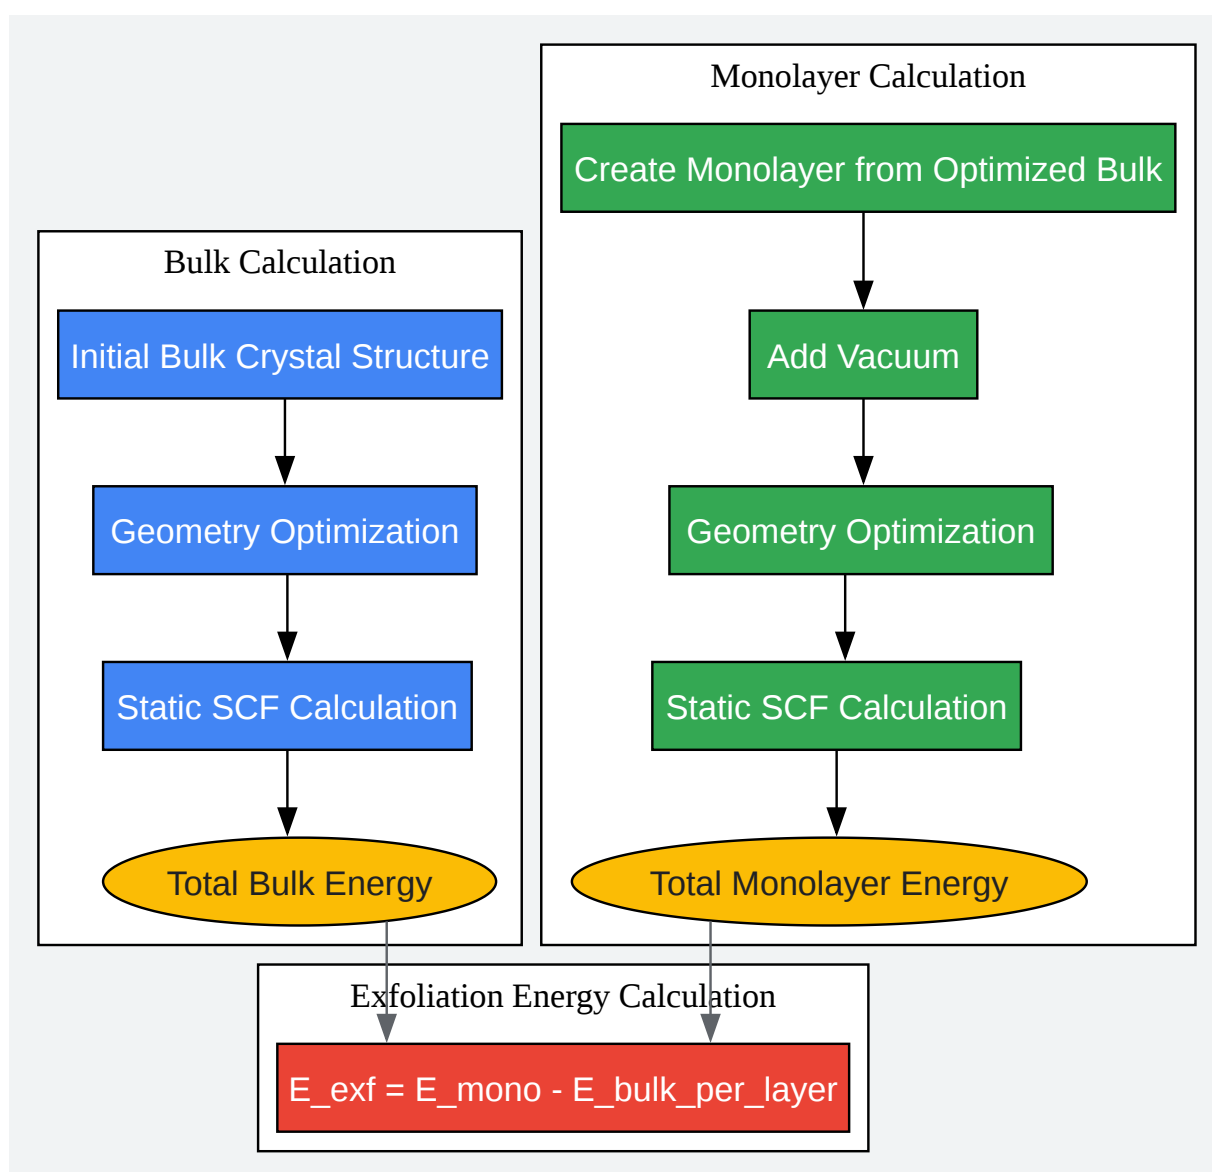 Monolayer Calculation
Create Monolayer from Optimized Bulk
Add Vacuum
Geometry Optimization
Static SCF Calculation
Total Monolayer Energy
Bulk Calculation
Initial Bulk Crystal Structure
Geometry Optimization
Static SCF Calculation
Total Bulk Energy
Exfoliation Energy Calculation
E_exf = E_mono - E_bulk_per_layer